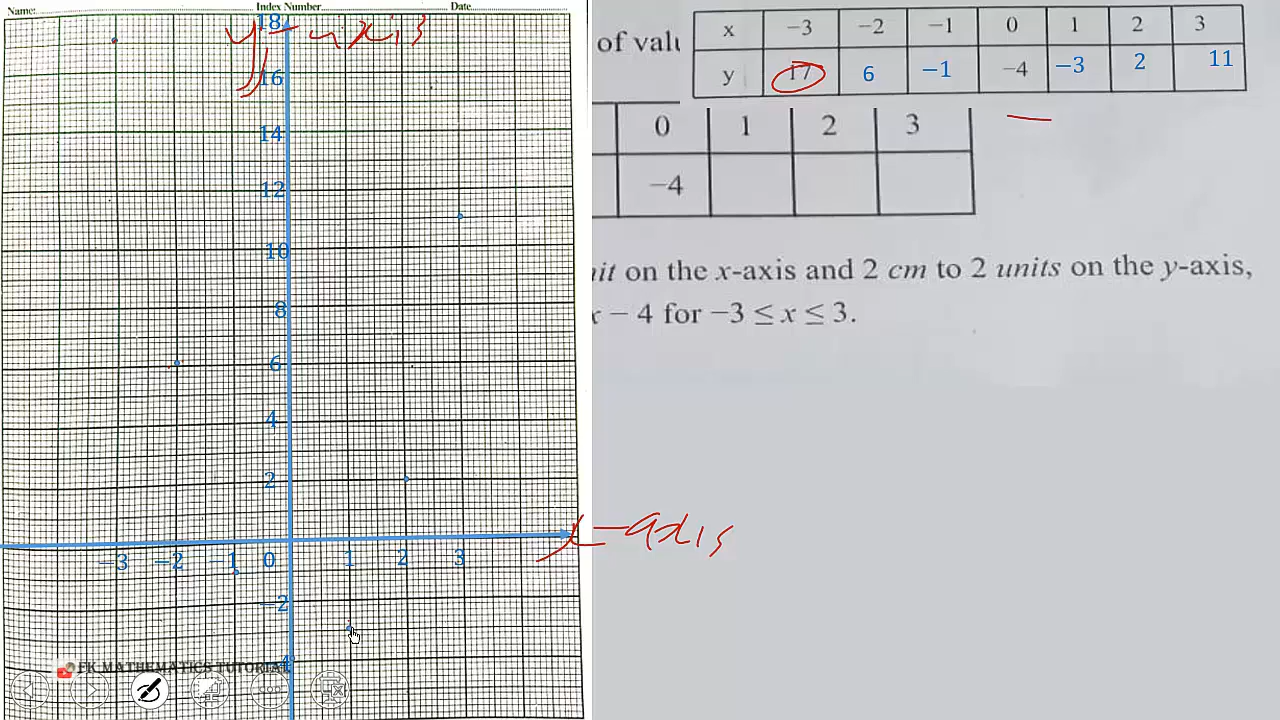 Name: Index Number Date
y-axis
18
16
14
12
10
8
6
4
2
-3 -2 -1 0 1 2 3
-2
-4
x-axis
FK MATHEMATICS TUTORIAL
of valu
x -3 -2 -1 0 1 2 3
y 17 6 -1 -4 -3 2 11
0 1 2 3
-4
nit on the x-axis and 2 cm to 2 units on the y-axis,
x - 4 for -3 ≤ x ≤ 3.